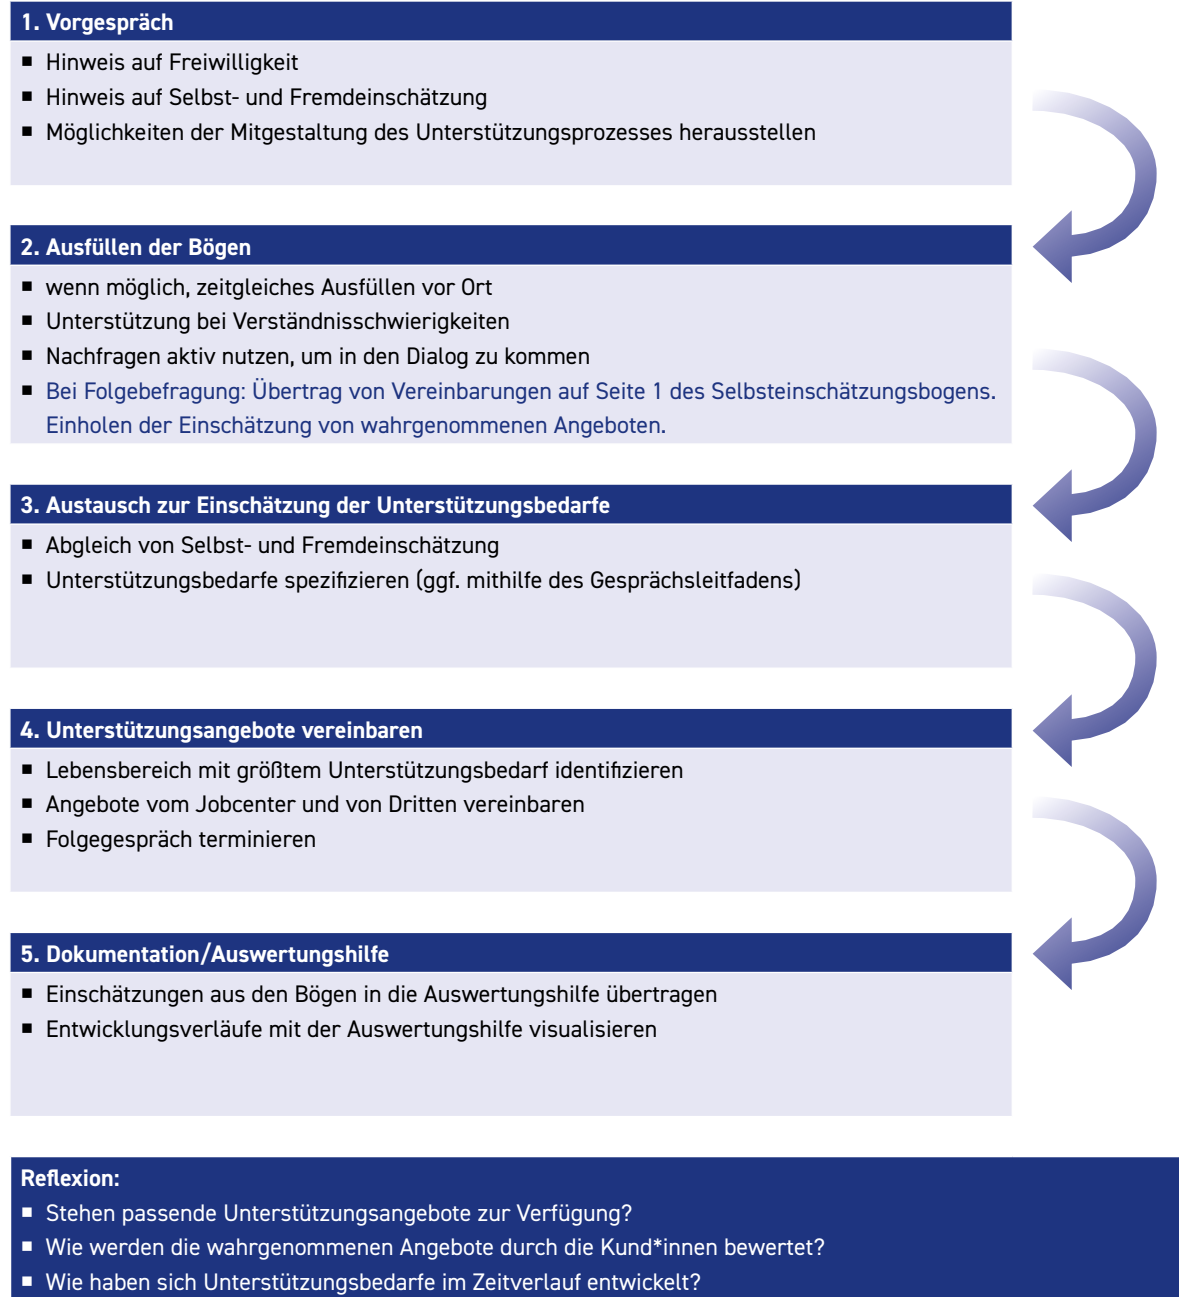 1. Vorgespräch
▪ Hinweis auf Freiwilligkeit
▪ Hinweis auf Selbst- und Fremdeinschätzung
▪ Möglichkeiten der Mitgestaltung des Unterstützungsprozesses herausstellen
2. Ausfüllen der Bögen
▪ wenn möglich, zeitgleiches Ausfüllen vor Ort
▪ Unterstützung bei Verständnisschwierigkeiten
▪ Nachfragen aktiv nutzen, um in den Dialog zu kommen
▪ Bei Folgebefragung: Übertrag von Vereinbarungen auf Seite 1 des Selbsteinschätzungsbogens.
Einholen der Einschätzung von wahrgenommenen Angeboten.
3. Austausch zur Einschätzung der Unterstützungsbedarfe
▪ Abgleich von Selbst- und Fremdeinschätzung
▪ Unterstützungsbedarfe spezifizieren (ggf. mithilfe des Gesprächsleitfadens)
4. Unterstützungsangebote vereinbaren
▪ Lebensbereich mit größtem Unterstützungsbedarf identifizieren
▪ Angebote vom Jobcenter und von Dritten vereinbaren
▪ Folgegespräch terminieren
5. Dokumentation/Auswertungshilfe
▪ Einschätzungen aus den Bögen in die Auswertungshilfe übertragen
▪ Entwicklungsverläufe mit der Auswertungshilfe visualisieren
Reflexion:
▪ Stehen passende Unterstützungsangebote zur Verfügung?
▪ Wie werden die wahrgenommenen Angebote durch die Kund*innen bewertet?
▪ Wie haben sich Unterstützungsbedarfe im Zeitverlauf entwickelt?